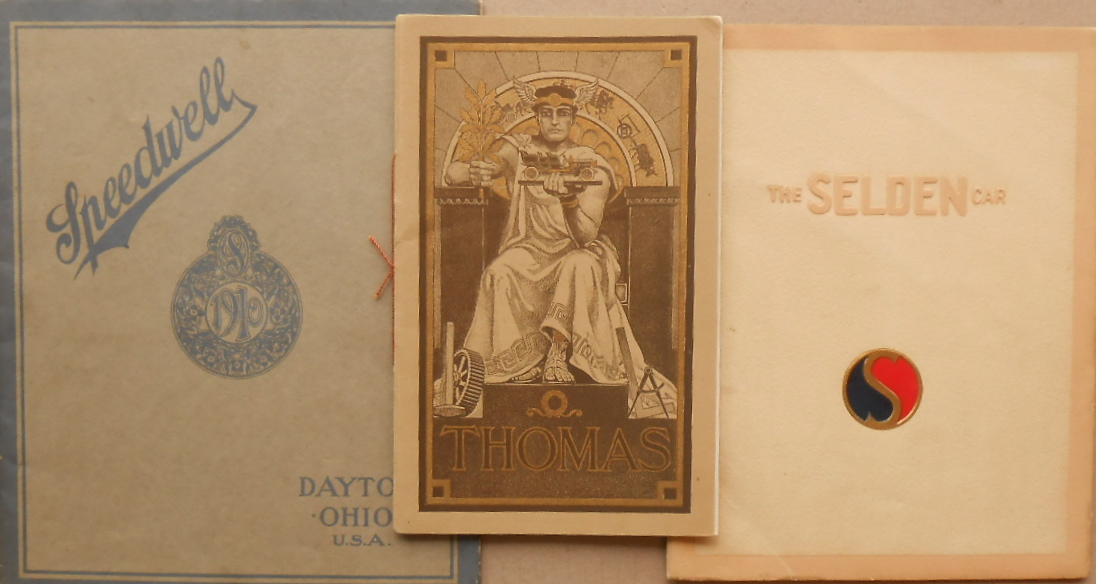 Speedwell
S
1910
DAYTO
OHIO
U.S.A.
THOMAS
THE SELDEN CAR
S